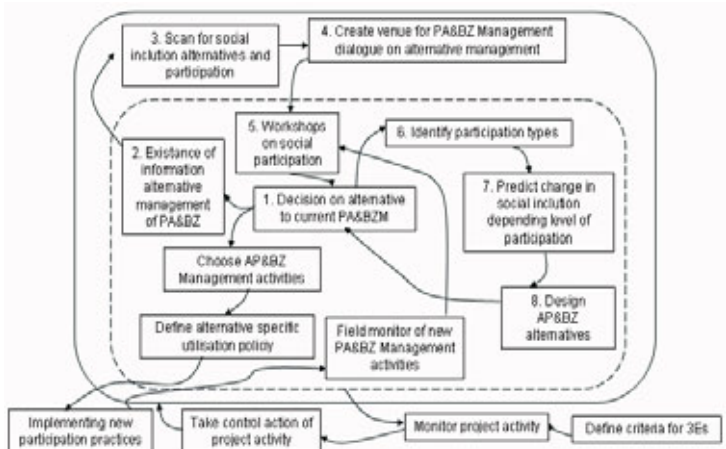 3. Scan for social
inclution alternatives and
participation
4. Create venue for PA&BZ Management
dialogue on alternative management
5. Workshops
on social
participation
6. Identify participation types
2. Existance of
information
alternative
management
of PA&BZ
1. Decision on alternative
to current PA&BZM
7. Predict change in
social inclution
depending level of
participation
Choose AP&BZ
Management activities
8. Design
AP&BZ
alternatives
Define alternative specific
utilisation policy
Field monitor of new
PA&BZ Management
activities
Implementing new
participation practices
Take control action of
project activity
Monitor project activity
Define criteria for 3Es